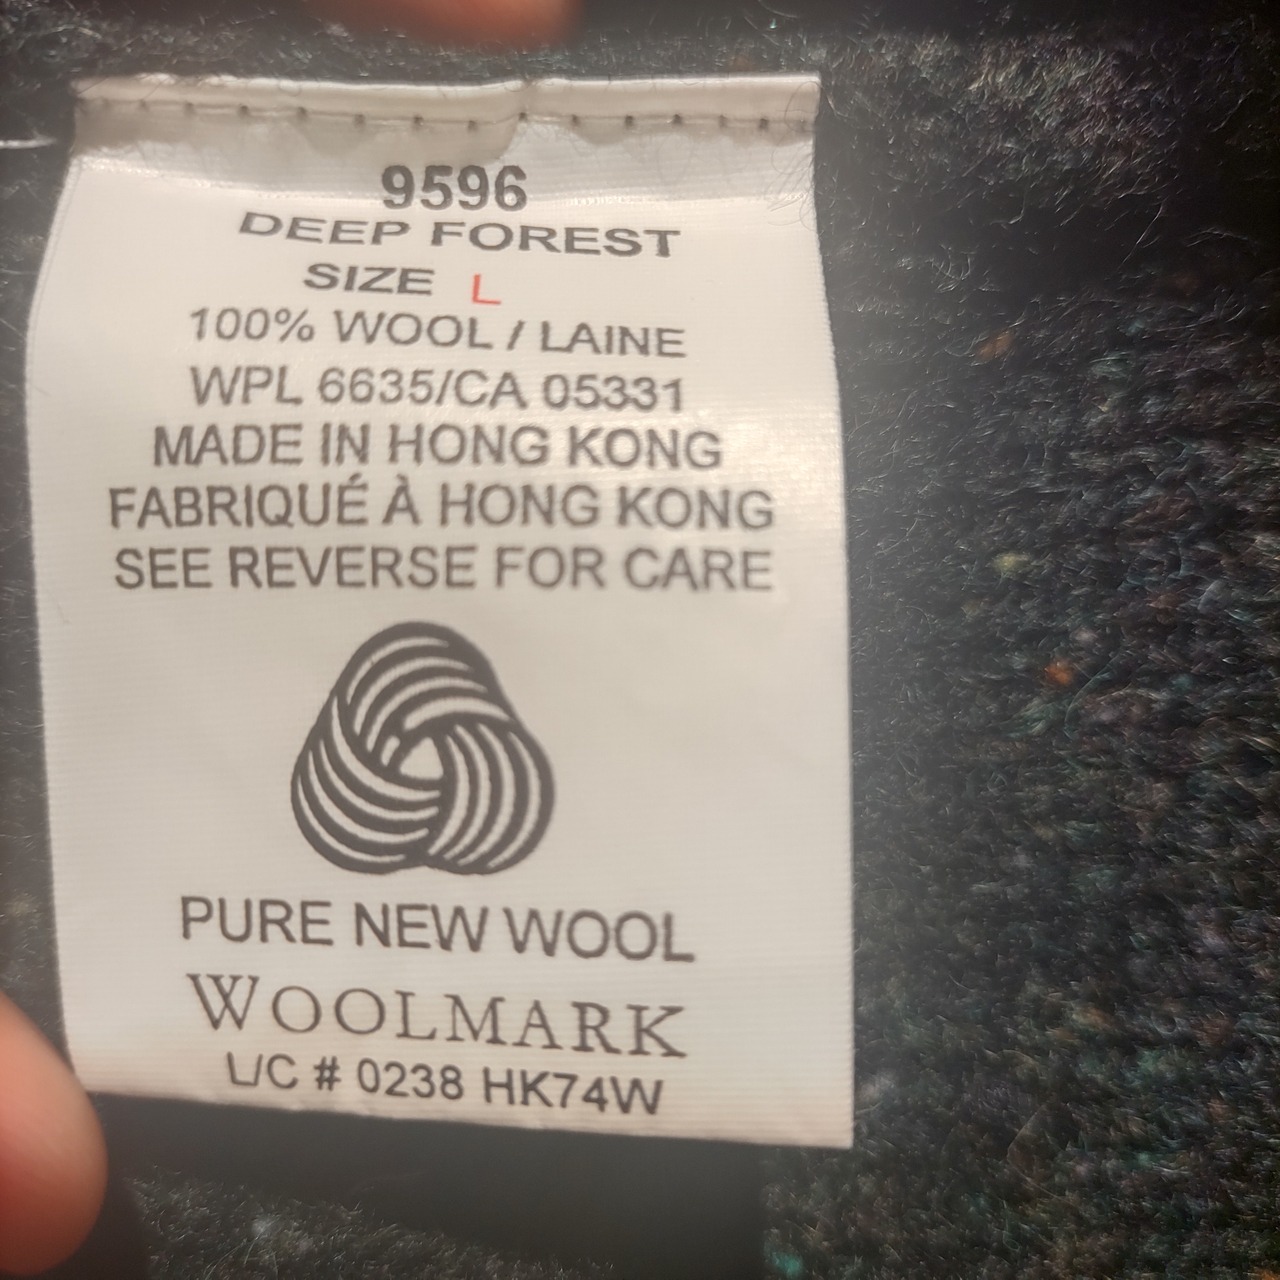 9596
DEEP FOREST
SIZE L
100% WOOL / LAINE
WPL 6635/CA 05331
MADE IN HONG KONG
FABRIQUÉ À HONG KONG
SEE REVERSE FOR CARE
PURE NEW WOOL
WOOLMARK
L/C # 0238 HK74W